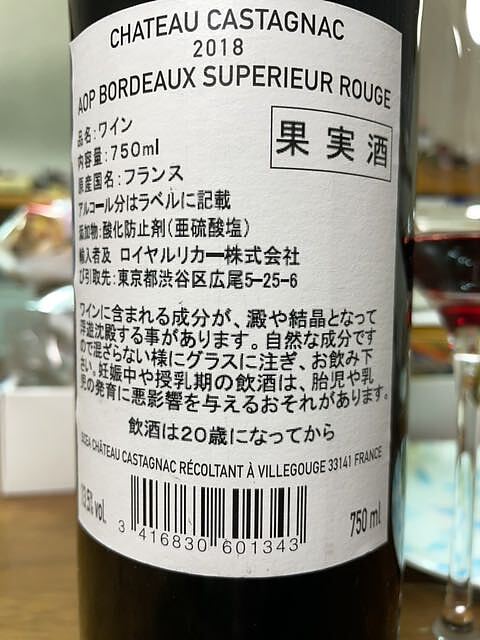 CHATEAU CASTAGNAC
2018
AOP BORDEAUX SUPERIEUR ROUGE
品名:ワイン
果実酒
内容量:750ml
原産国名:フランス
アルコール分はラベルに記載
添加物:酸化防止剤(亜硫酸塩)
輸入者及 ロイヤルリカー株式会社
び引取先:東京都渋谷区広尾5-25-6
ワインに含まれる成分が、澱や結晶となって
浮遊沈殿する事があります。自然な成分です
ので混ざらない様にグラスに注ぎ、お飲み下
さい。妊娠中や授乳期の飲酒は、胎児や乳
児の発育に悪影響を与えるおそれがあります。
飲酒は20歳になってから
CHÂTEAU CASTAGNAC RÉCOLTANT À VILLEGOUGE 33141 FRANCE
13,5% vol.
750 ml
3 416830 601343